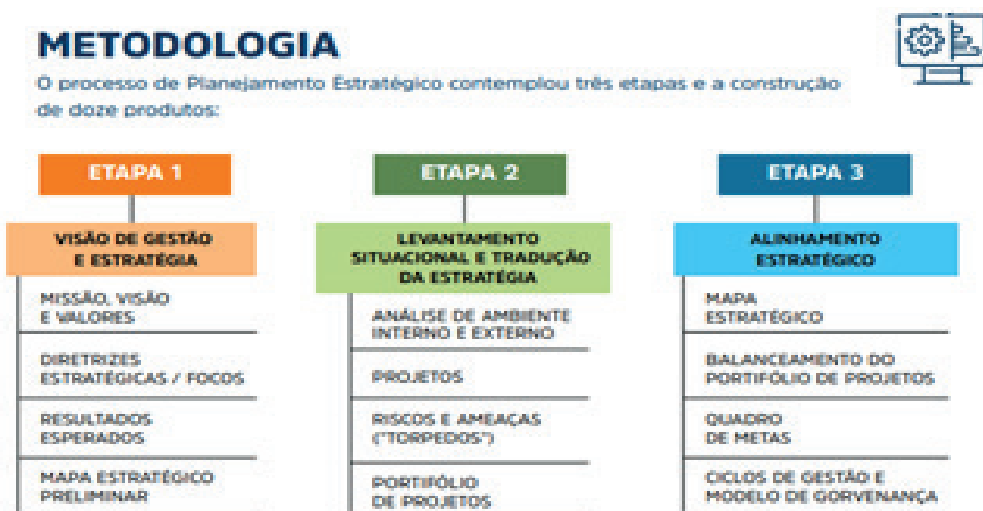 METODOLOGIA
O processo de Planejamento Estratégico contemplou três etapas e a construção
de doze produtos:
ETAPA 1
VISÃO DE GESTÃO
E ESTRATÉGIA
MISSÃO, VISÃO
E VALORES
DIRETRIZES
ESTRATÉGICAS / FOCOS
RESULTADOS
ESPERADOS
MAPA ESTRATÉGICO
PRELIMINAR
ETAPA 2
LEVANTAMENTO
SITUACIONAL E TRADUÇÃO
DA ESTRATÉGIA
ANÁLISE DE AMBIENTE
INTERNO E EXTERNO
PROJETOS
RISCOS E AMEAÇAS
("TORPEDOS")
PORTIFÓLIO
DE PROJETOS
ETAPA 3
ALINHAMENTO
ESTRATÉGICO
MAPA
ESTRATÉGICO
BALANCEAMENTO DO
PORTIFÓLIO DE PROJETOS
QUADRO
DE METAS
CICLOS DE GESTÃO E
MODELO DE GORVENANÇA